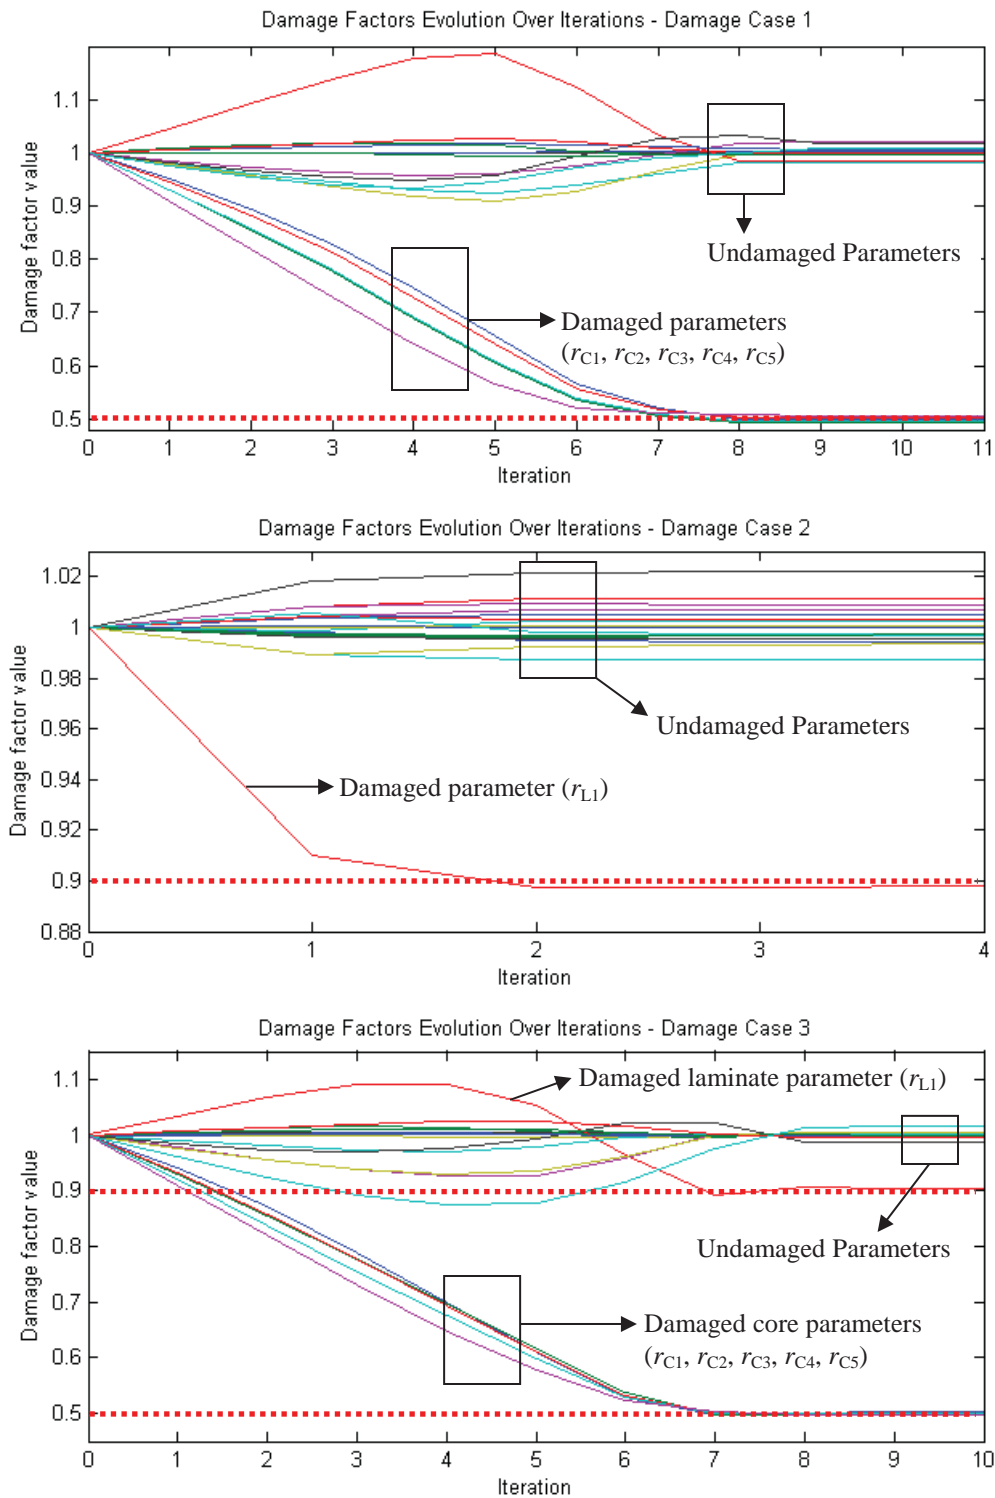 Damage Factors Evolution Over Iterations - Damage Case 1
Damage factor value
1.1
1
0.9
0.8
0.7
0.6
0.5
Undamaged Parameters
Damaged parameters
(rC1, rC2, rC3, rC4, rC5)
0 1 2 3 4 5 6 7 8 9 10 11
Iteration
Damage Factors Evolution Over Iterations - Damage Case 2
Damage factor value
1.02
1
0.98
0.96
0.94
0.92
0.9
0.88
Undamaged Parameters
Damaged parameter (rL1)
0 1 2 3 4
Iteration
Damage Factors Evolution Over Iterations - Damage Case 3
Damage factor value
1.1
1
0.9
0.8
0.7
0.6
0.5
Damaged laminate parameter (rL1)
Undamaged Parameters
Damaged core parameters
(rC1, rC2, rC3, rC4, rC5)
0 1 2 3 4 5 6 7 8 9 10
Iteration